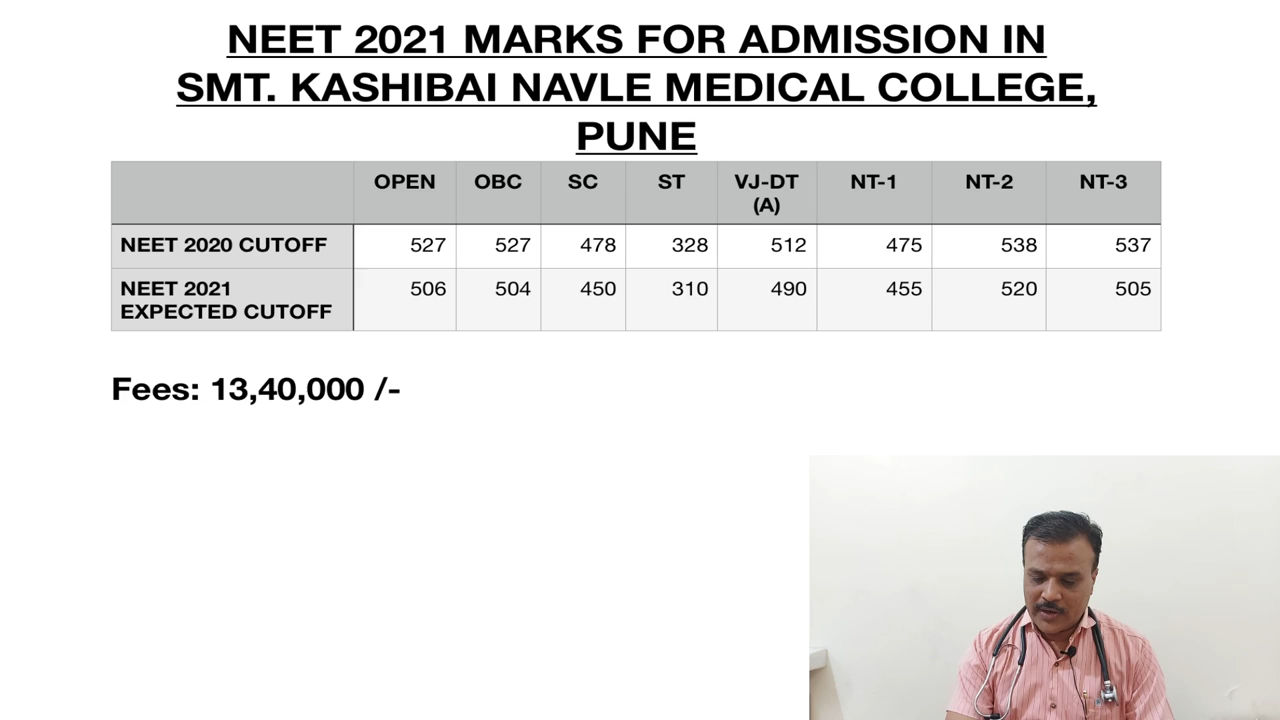 NEET 2021 MARKS FOR ADMISSION IN
SMT. KASHIBAI NAVLE MEDICAL COLLEGE,
PUNE
OPEN OBC SC ST VJ-DT (A) NT-1 NT-2 NT-3
NEET 2020 CUTOFF 527 527 478 328 512 475 538 537
NEET 2021 EXPECTED CUTOFF 506 504 450 310 490 455 520 505
Fees: 13,40,000 /-